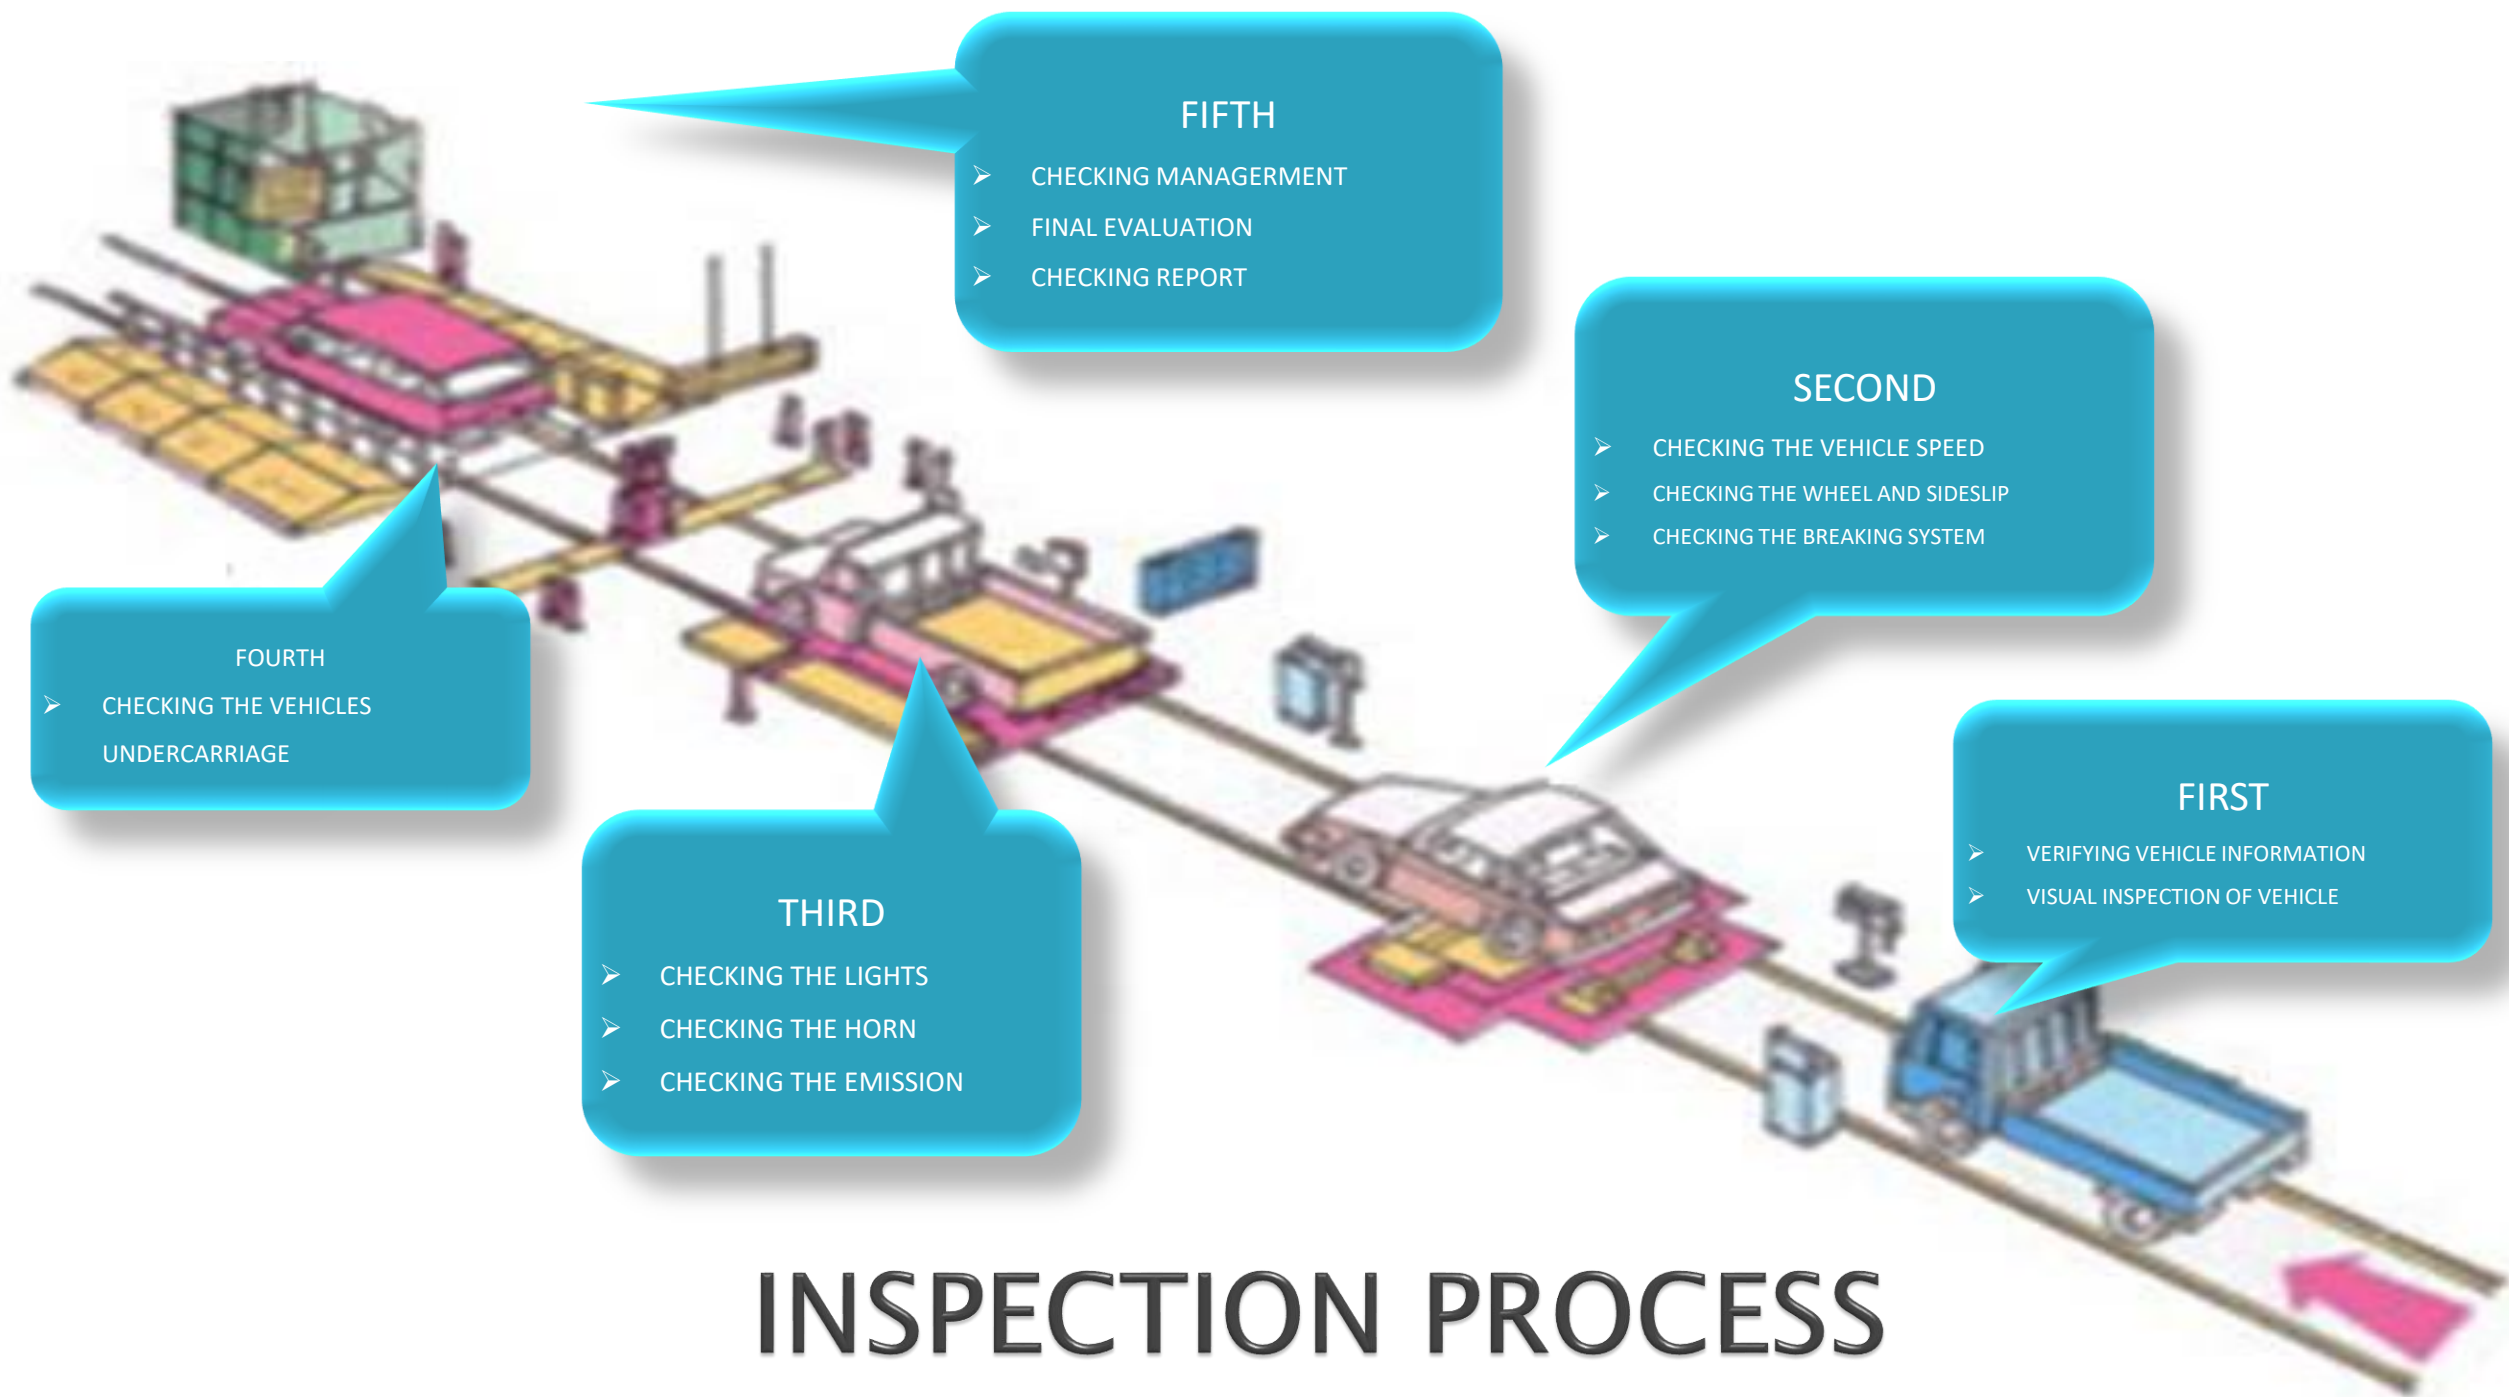 FIFTH
CHECKING MANAGERMENT
FINAL EVALUATION
CHECKING REPORT
SECOND
CHECKING THE VEHICLE SPEED
CHECKING THE WHEEL AND SIDESLIP
CHECKING THE BREAKING SYSTEM
FOURTH
CHECKING THE VEHICLES
UNDERCARRIAGE
FIRST
VERIFYING VEHICLE INFORMATION
VISUAL INSPECTION OF VEHICLE
THIRD
CHECKING THE LIGHTS
CHECKING THE HORN
CHECKING THE EMISSION
INSPECTION PROCESS